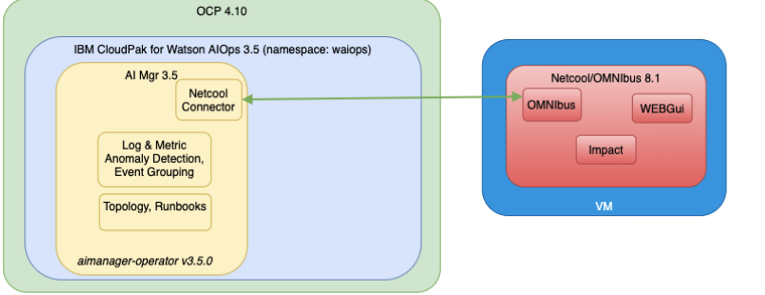 OCP 4.10
IBM CloudPak for Watson AIOps 3.5 (namespace: waiops)
AI Mgr 3.5
Netcool
Connector
Log & Metric
Anomaly Detection,
Event Grouping
Topology, Runbooks
aimanager-operator v3.5.0
Netcool/OMNIbus 8.1
OMNIbus
WEBGui
Impact
VM